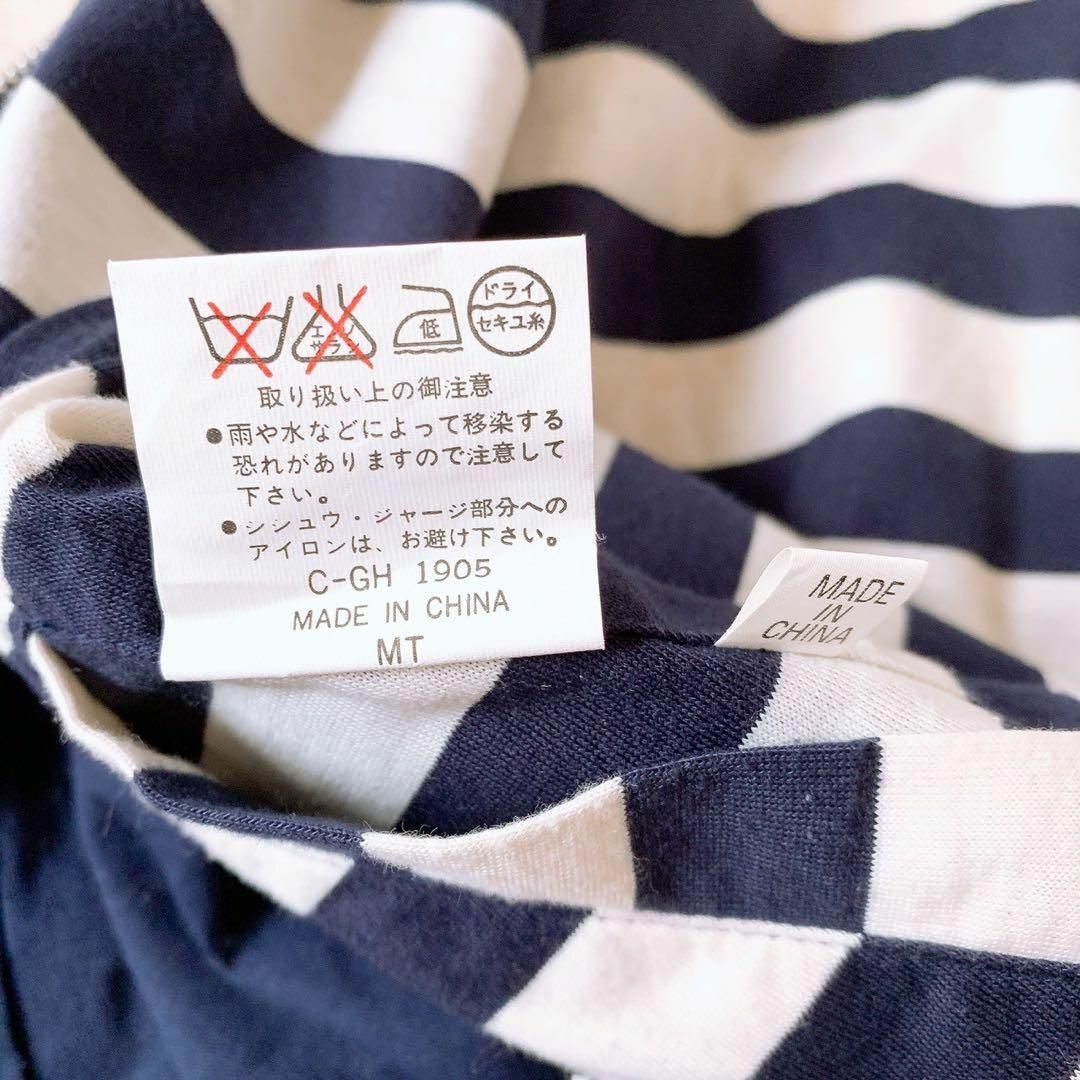 エンソ
サラシ
低
ドライ
セキユ系
取り扱い上の御注意
●雨や水などによって移染する
恐れがありますので注意して
下さい。
●シシュウ・ジャージ部分への
アイロンは、お避け下さい。
C-GH 1905
MADE IN CHINA
MT
MADE
IN
CHINA